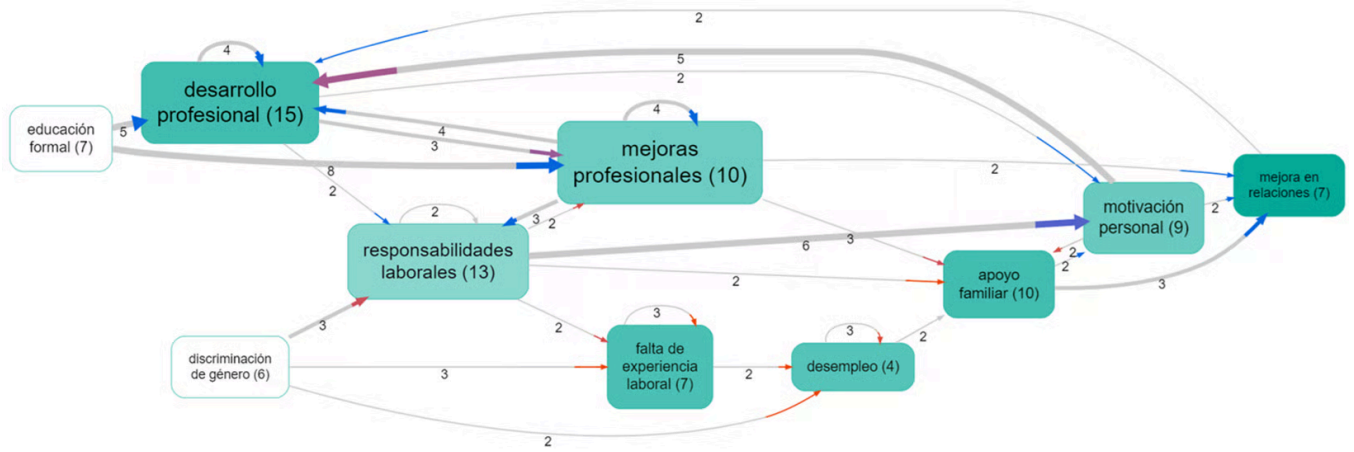 2
4
5
desarrollo
profesional (15)
2
4
educación
formal (7)
5
4
3
mejoras
profesionales (10)
8
2
mejora en
relaciones (7)
2
2
3
2
motivación
personal (9)
2
responsabilidades
laborales (13)
6
3
2
2
apoyo
familiar (10)
2
3
3
2
3
3
2
discriminación
de género (6)
3
falta de
experiencia
laboral (7)
2
desempleo (4)
2